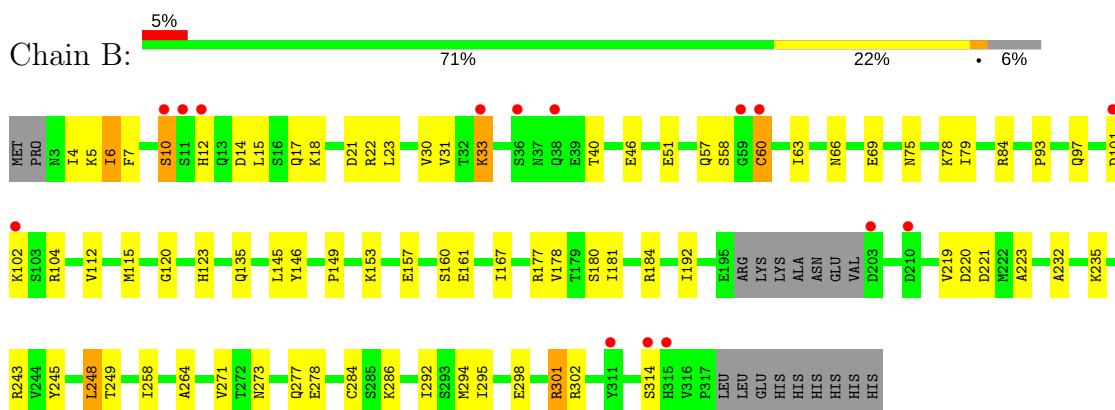 5%
Chain B:
71% 22% • 6%
MET PRO N3 I4 K5 I6 F7 S10 S11 H12 Q13 D14 L15 S16 Q17 K18 D21 R22 L23 V30 V31 T32 K33 S36 N37 Q38 E39 T40 E46 E51 Q57 S58 G59 C60 I63 N66 E69 N75 K78 I79 R84 P93 Q97 D101
K102 S103 R104 V112 M115 G120 H123 Q135 L145 Y146 P149 K153 E157 S160 E161 I167 R177 V178 T179 S180 I181 R184 I192 E195 ARG LYS LYS ALA ASN GLU VAL D203 D210 V219 D220 D221 M222 A223 A232 K235
R243 V244 Y245 L248 T249 I258 A264 V271 T272 N273 Q277 E278 C284 S285 K286 I292 S293 M294 I295 E298 R301 R302 Y311 S314 H315 V316 P317 LEU LEU GLU HIS HIS HIS HIS HIS HIS